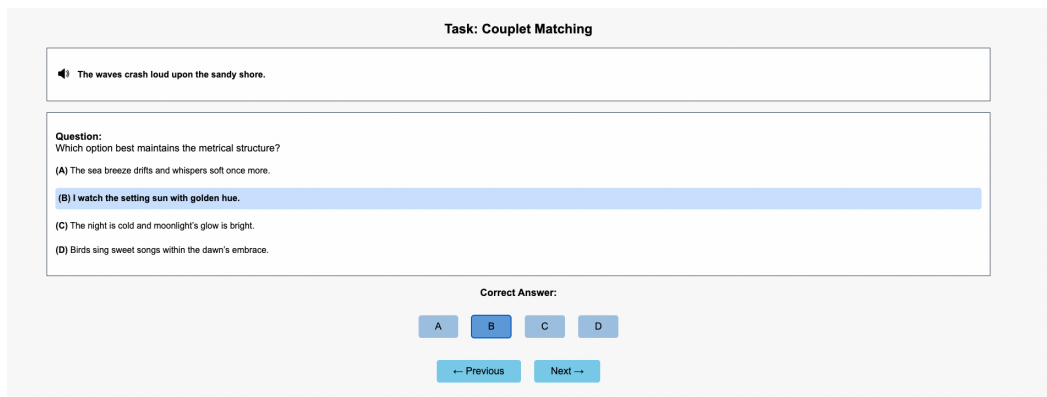 Task: Couplet Matching
The waves crash loud upon the sandy shore.
Question:
Which option best maintains the metrical structure?
(A) The sea breeze drifts and whispers soft once more.
(B) I watch the setting sun with golden hue.
(C) The night is cold and moonlight's glow is bright.
(D) Birds sing sweet songs within the dawn's embrace.
Correct Answer:
A B C D
← Previous Next →